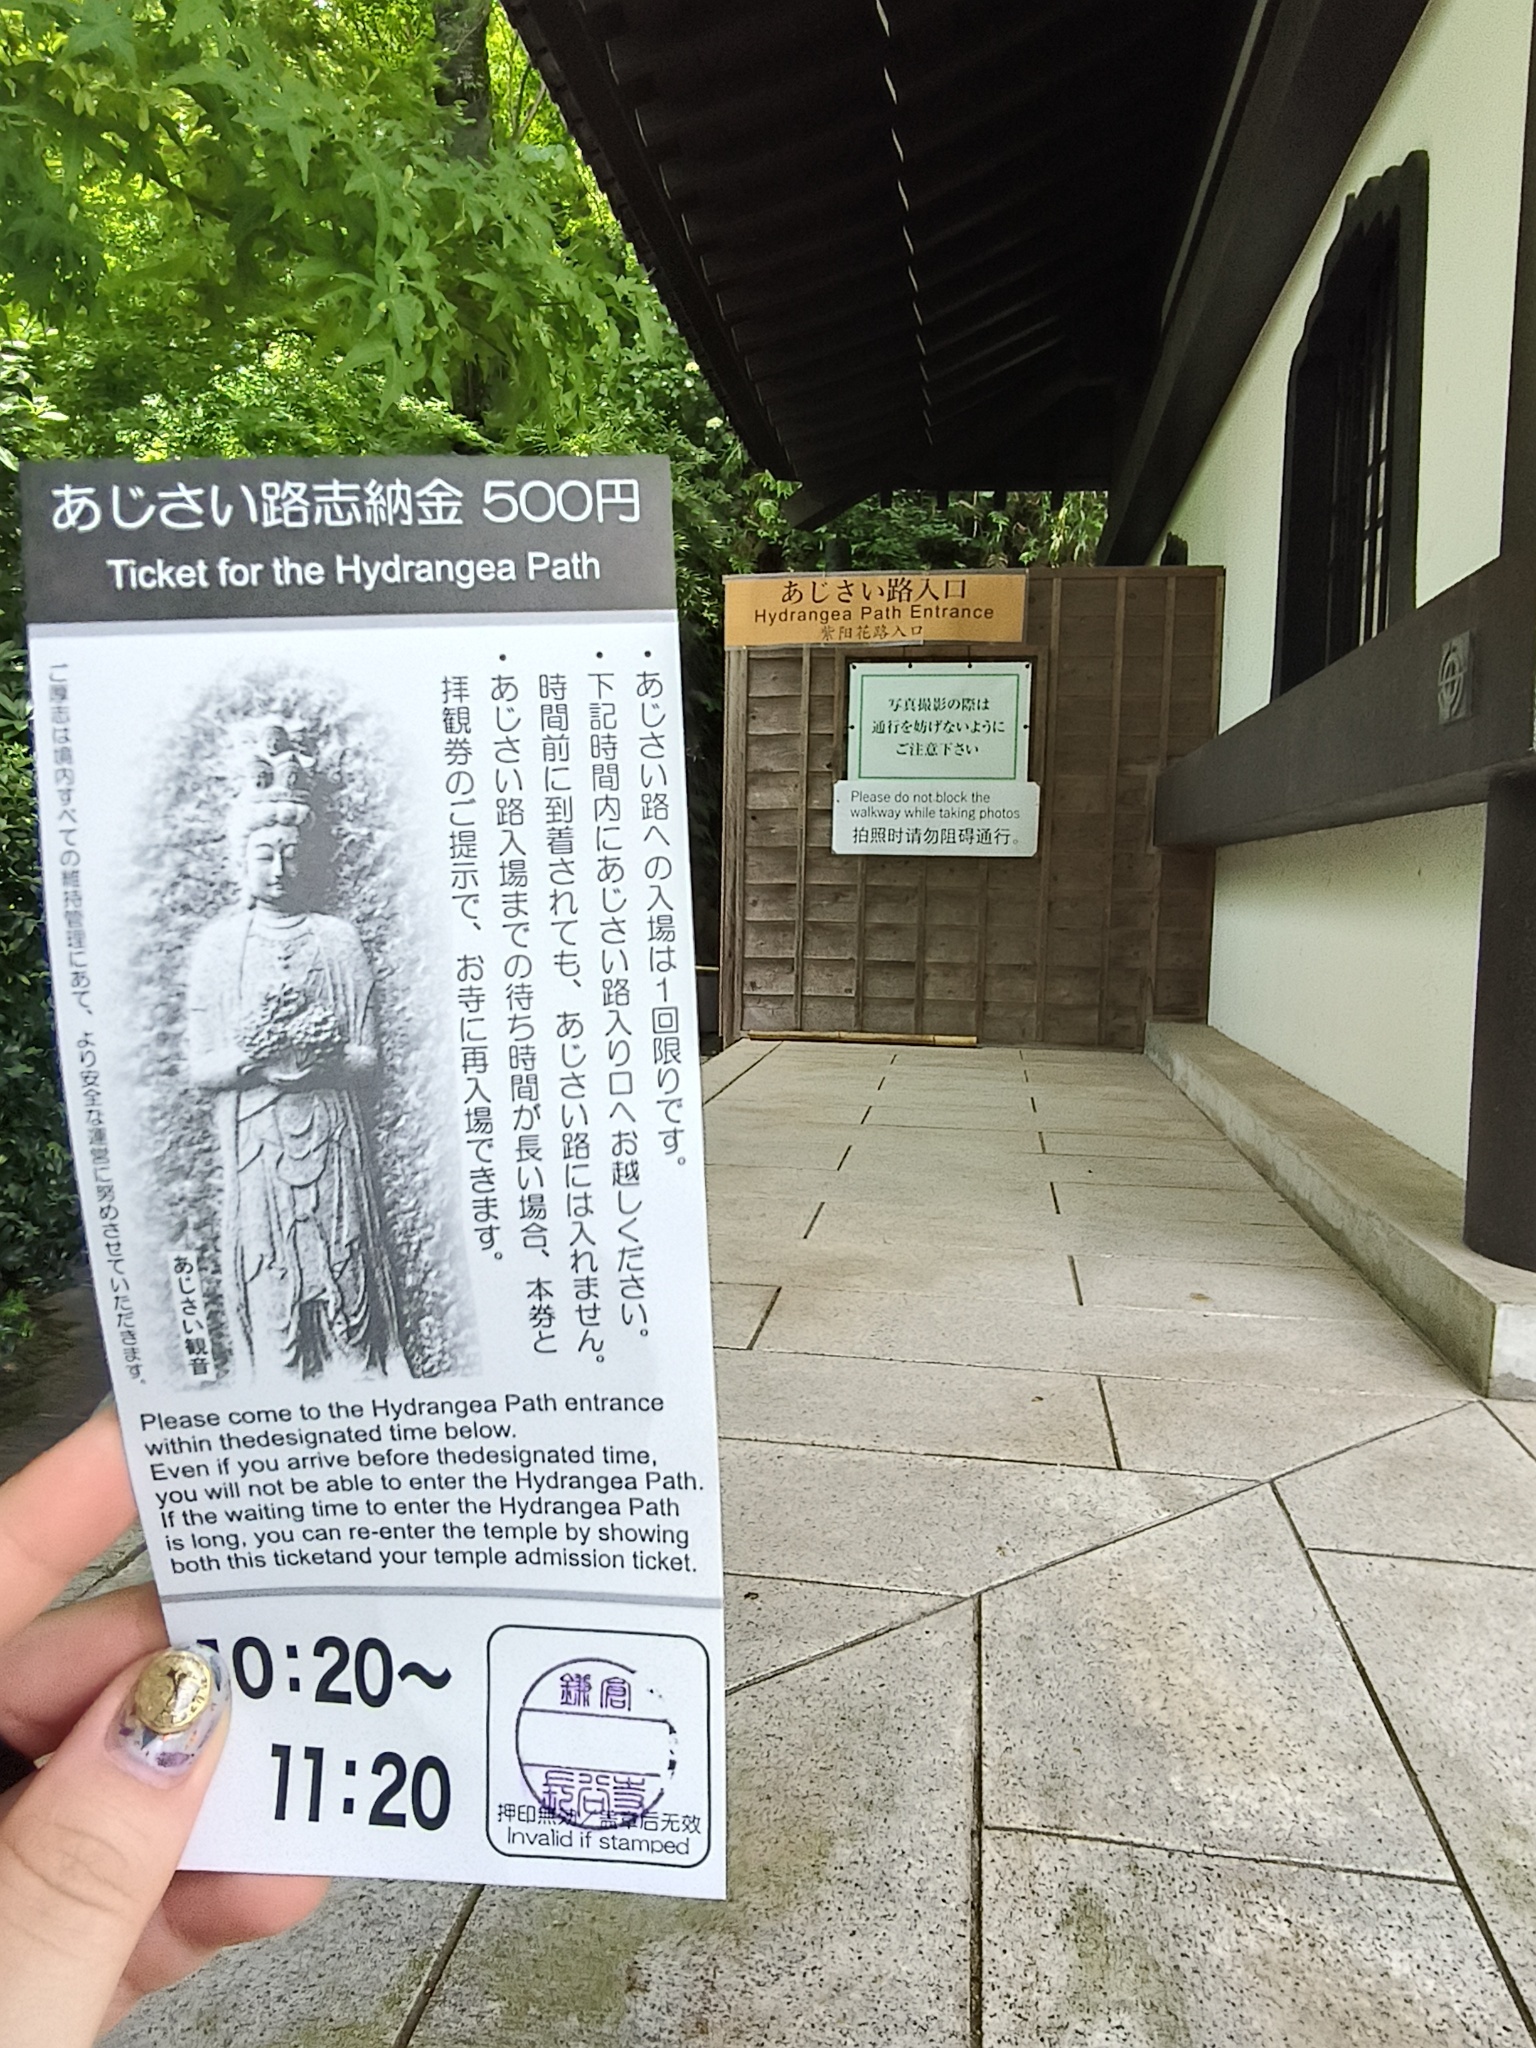 あじさい路志納金 500円
Ticket for the Hydrangea Path
・あじさい路への入場は1回限りです。
・下記時間内にあじさい路入り口へお越しください。
時間前に到着されても、あじさい路には入れません。
・あじさい路入場までの待ち時間が長い場合、本券と
拝観券のご提示で、お寺に再入場できます。
あじさい観音
ご厚志は境内すべての維持管理にあて、より安全な運営に努めさせていただきます。
Please come to the Hydrangea Path entrance
within thedesignated time below.
Even if you arrive before thedesignated time,
you will not be able to enter the Hydrangea Path.
If the waiting time to enter the Hydrangea Path
is long, you can re-enter the temple by showing
both this ticketand your temple admission ticket.
10:20〜
11:20
鎌倉
長谷寺
押印無効／盖章后无效
Invalid if stamped
あじさい路入口
Hydrangea Path Entrance
紫阳花路入口
写真撮影の際は
通行を妨げないように
ご注意下さい
Please do not block the
walkway while taking photos
拍照时请勿阻碍通行。